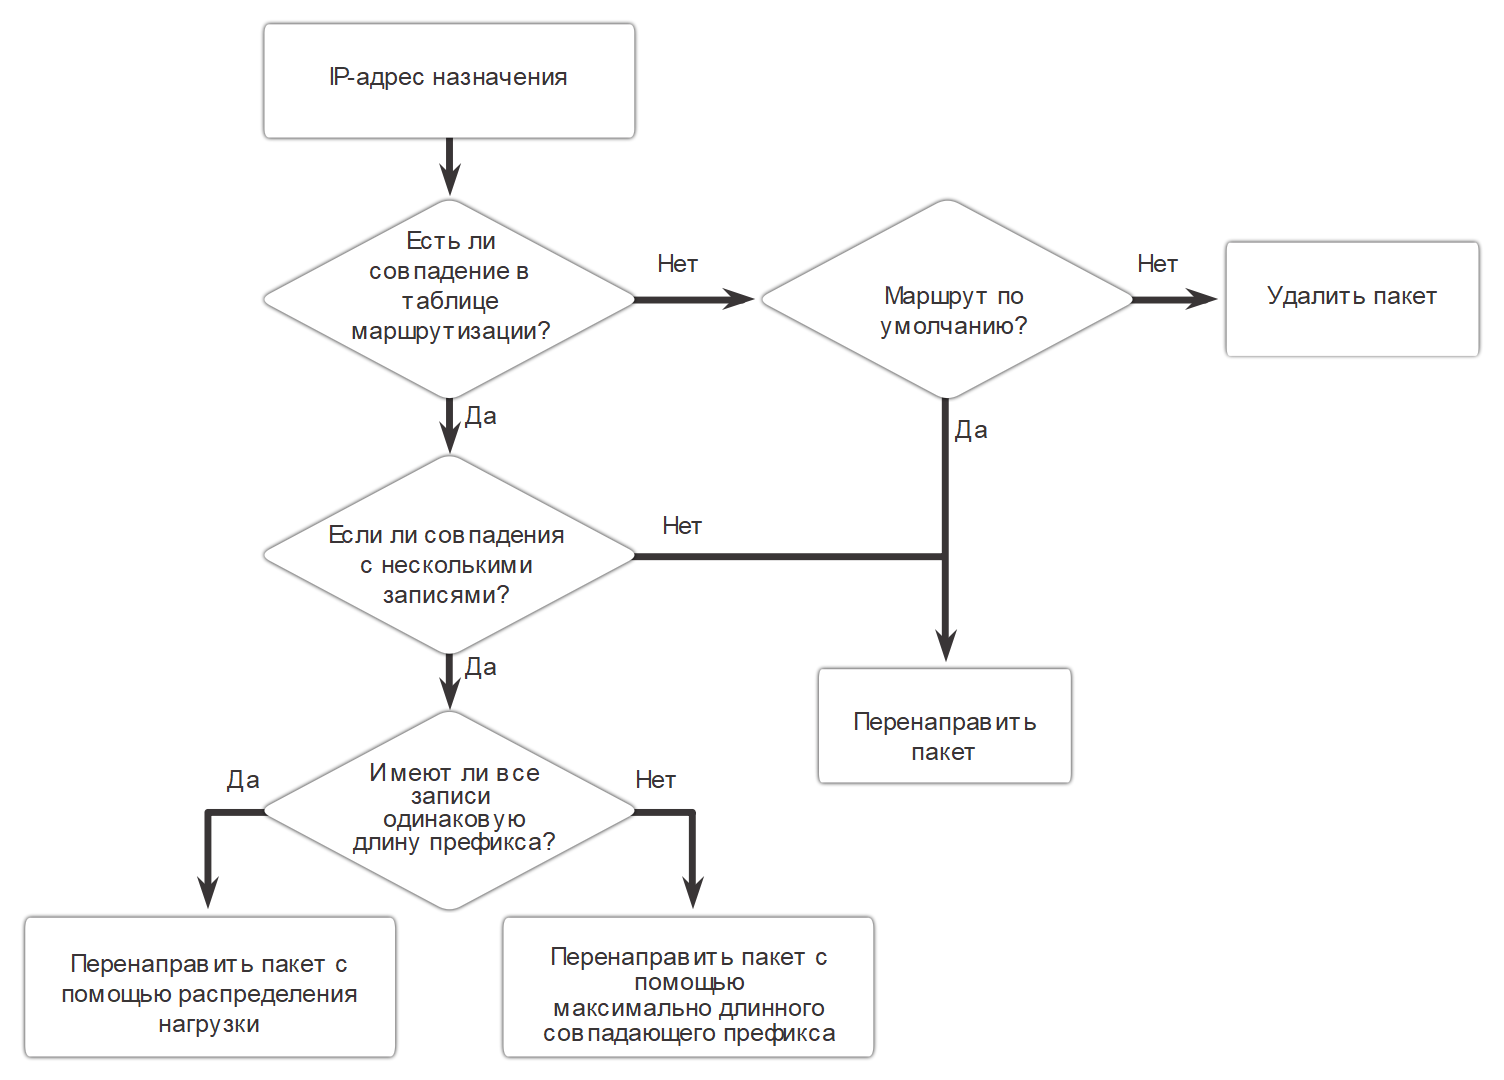 IP-адрес назначения
Есть ли
совпадение в
таблице
маршрутизации?
Нет
Маршрут по
умолчанию?
Нет
Удалить пакет
Да
Да
Если ли совпадения
с несколькими
записями?
Нет
Да
Перенаправить
пакет
Да
Имеют ли все
записи
одинаковую
длину префикса?
Нет
Перенаправить пакет с
помощью распределения
нагрузки
Перенаправить пакет с
помощью
максимально длинного
совпадающего префикса